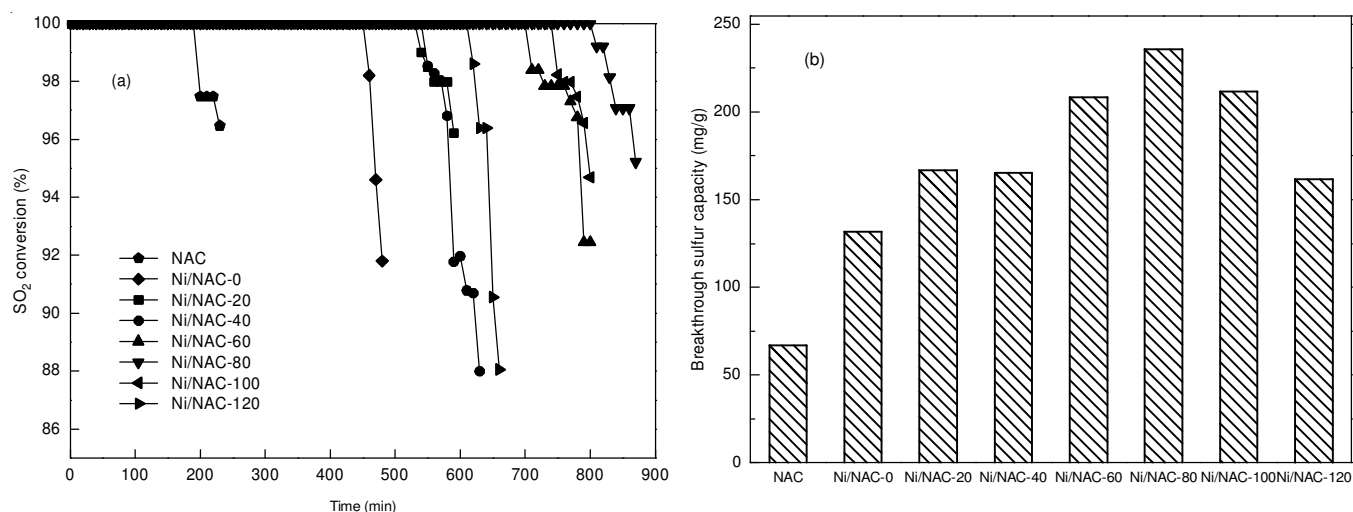 (a)
SO2 conversion (%)
100
98
96
94
92
90
88
86
NAC
Ni/NAC-0
Ni/NAC-20
Ni/NAC-40
Ni/NAC-60
Ni/NAC-80
Ni/NAC-100
Ni/NAC-120
0 100 200 300 400 500 600 700 800 900
Time (min)
(b)
Breakthrough sulfur capacity (mg/g)
250
200
150
100
50
0
NAC Ni/NAC-0 Ni/NAC-20 Ni/NAC-40 Ni/NAC-60 Ni/NAC-80 Ni/NAC-100 Ni/NAC-120